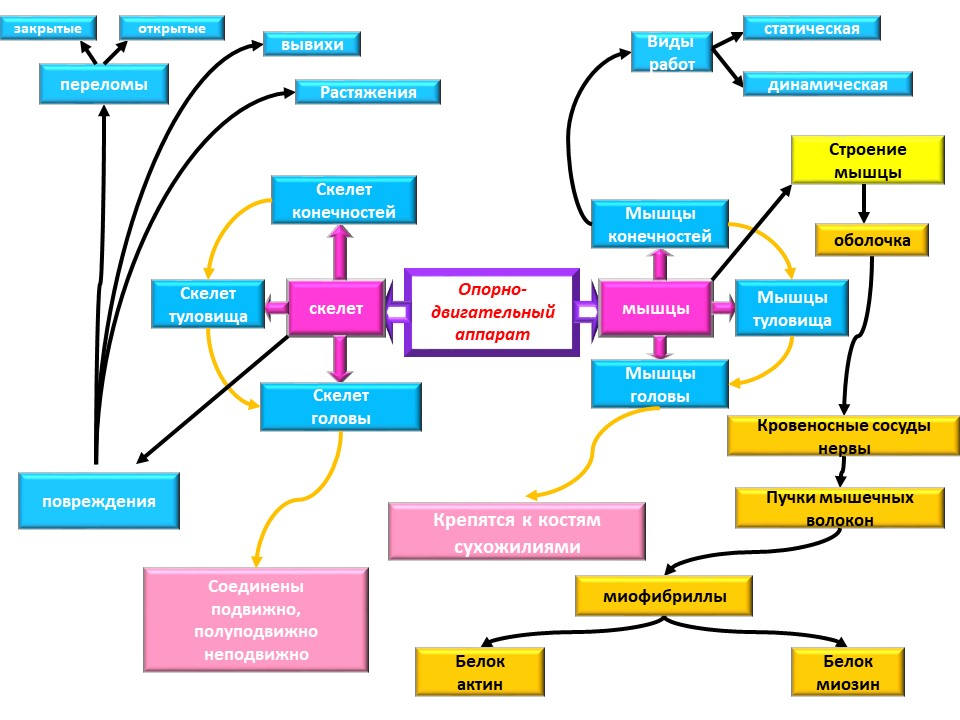 закрытые
открытые
вывихи
переломы
Растяжения
Виды
работ
статическая
динамическая
Строение
мышцы
Скелет
конечностей
Мышцы
конечностей
оболочка
Скелет
туловища
скелет
Опорно-
двигательный
аппарат
мышцы
Мышцы
туловища
Скелет
головы
Мышцы
головы
Кровеносные сосуды
нервы
повреждения
Крепятся к костям
сухожилиями
Пучки мышечных
волокон
Соединены
подвижно,
полуподвижно
неподвижно
миофибриллы
Белок
актин
Белок
миозин